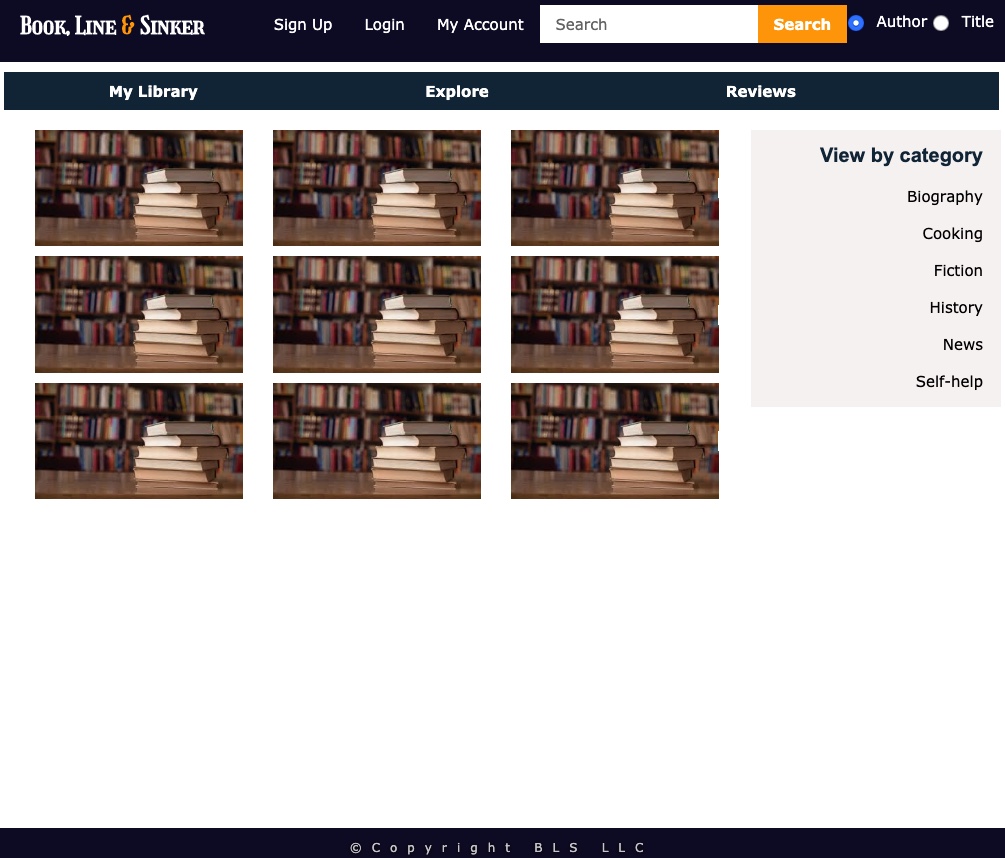 Book, Line & Sinker Sign Up Login My Account Search Search Author Title
My Library Explore Reviews
View by category
Biography
Cooking
Fiction
History
News
Self-help
© Copyright BLS LLC